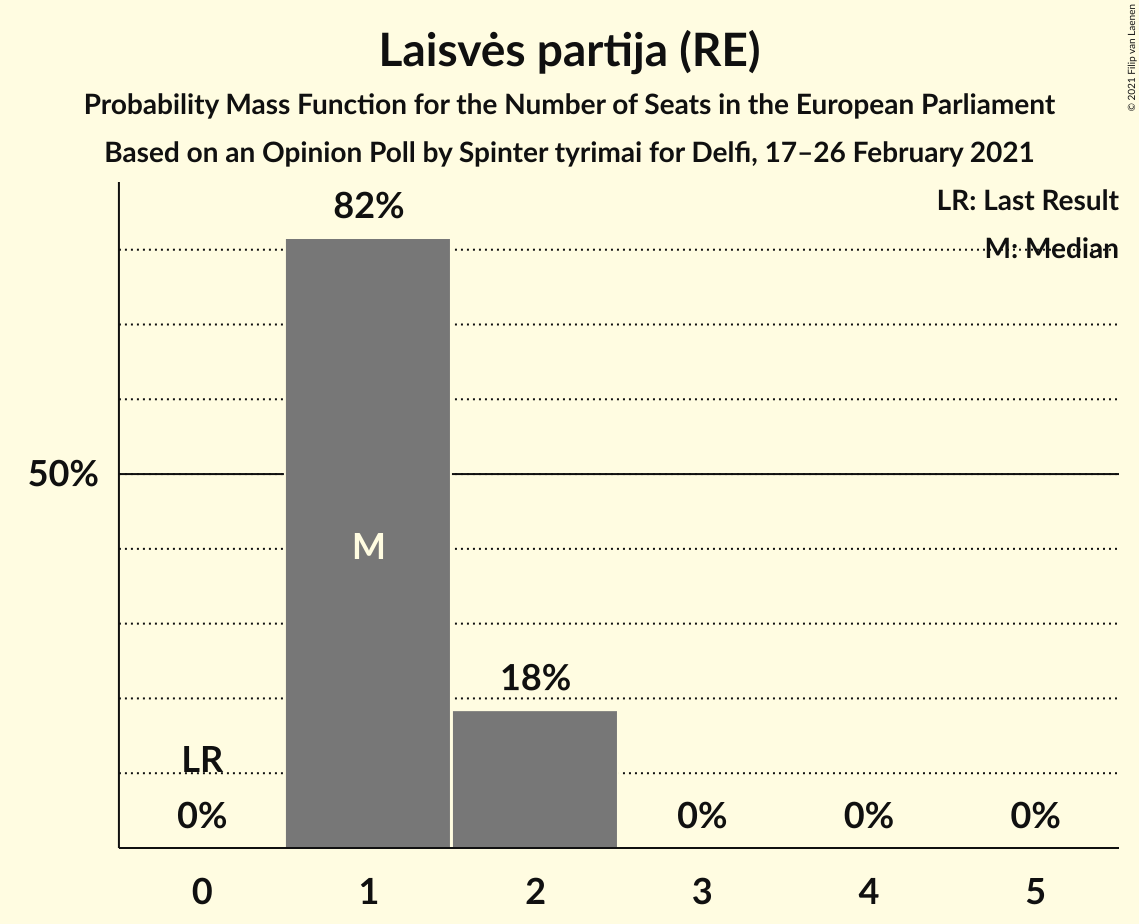 Laisvės partija (RE)
Probability Mass Function for the Number of Seats in the European Parliament
Based on an Opinion Poll by Spinter tyrimai for Delfi, 17–26 February 2021
© 2021 Filip van Laenen
LR: Last Result
M: Median
82%
50%
M
18%
LR
0%
0%
0%
0%
0
1
2
3
4
5